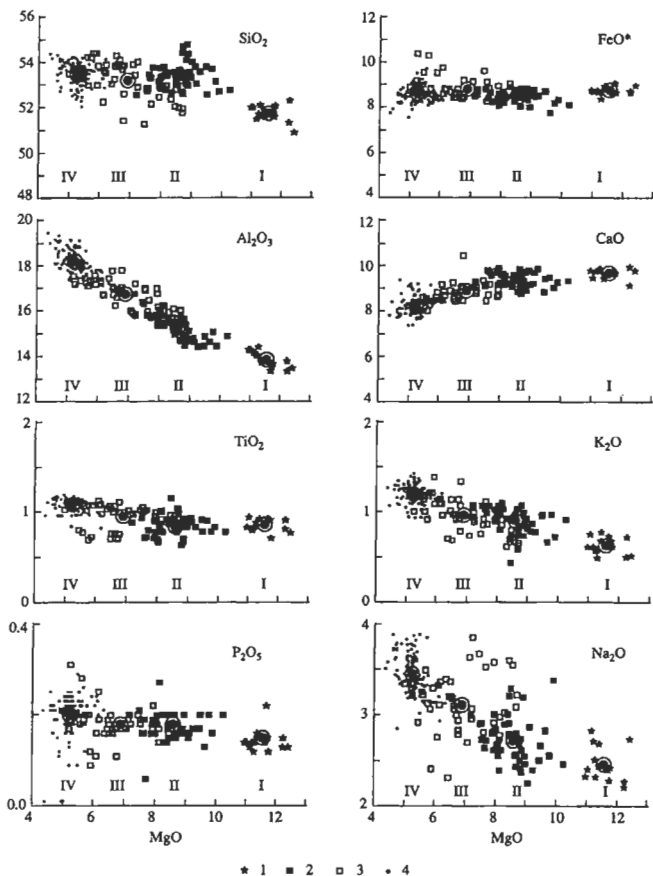 56
54
52
50
48
SiO₂
IV III II I
12
10
8
6
4
FeO*
IV III II I
20
18
16
14
12
Al₂O₃
IV III II I
12
10
8
6
4
CaO
IV III II I
2
1
0
TiO₂
IV III II I
2
1
0
K₂O
IV III II I
0.4
0.0
P₂O₅
IV III II I
4 6 8 10 12
MgO
4
3
2
Na₂O
IV III II I
4 6 8 10 12
MgO
★ 1 ■ 2 □ 3 • 4